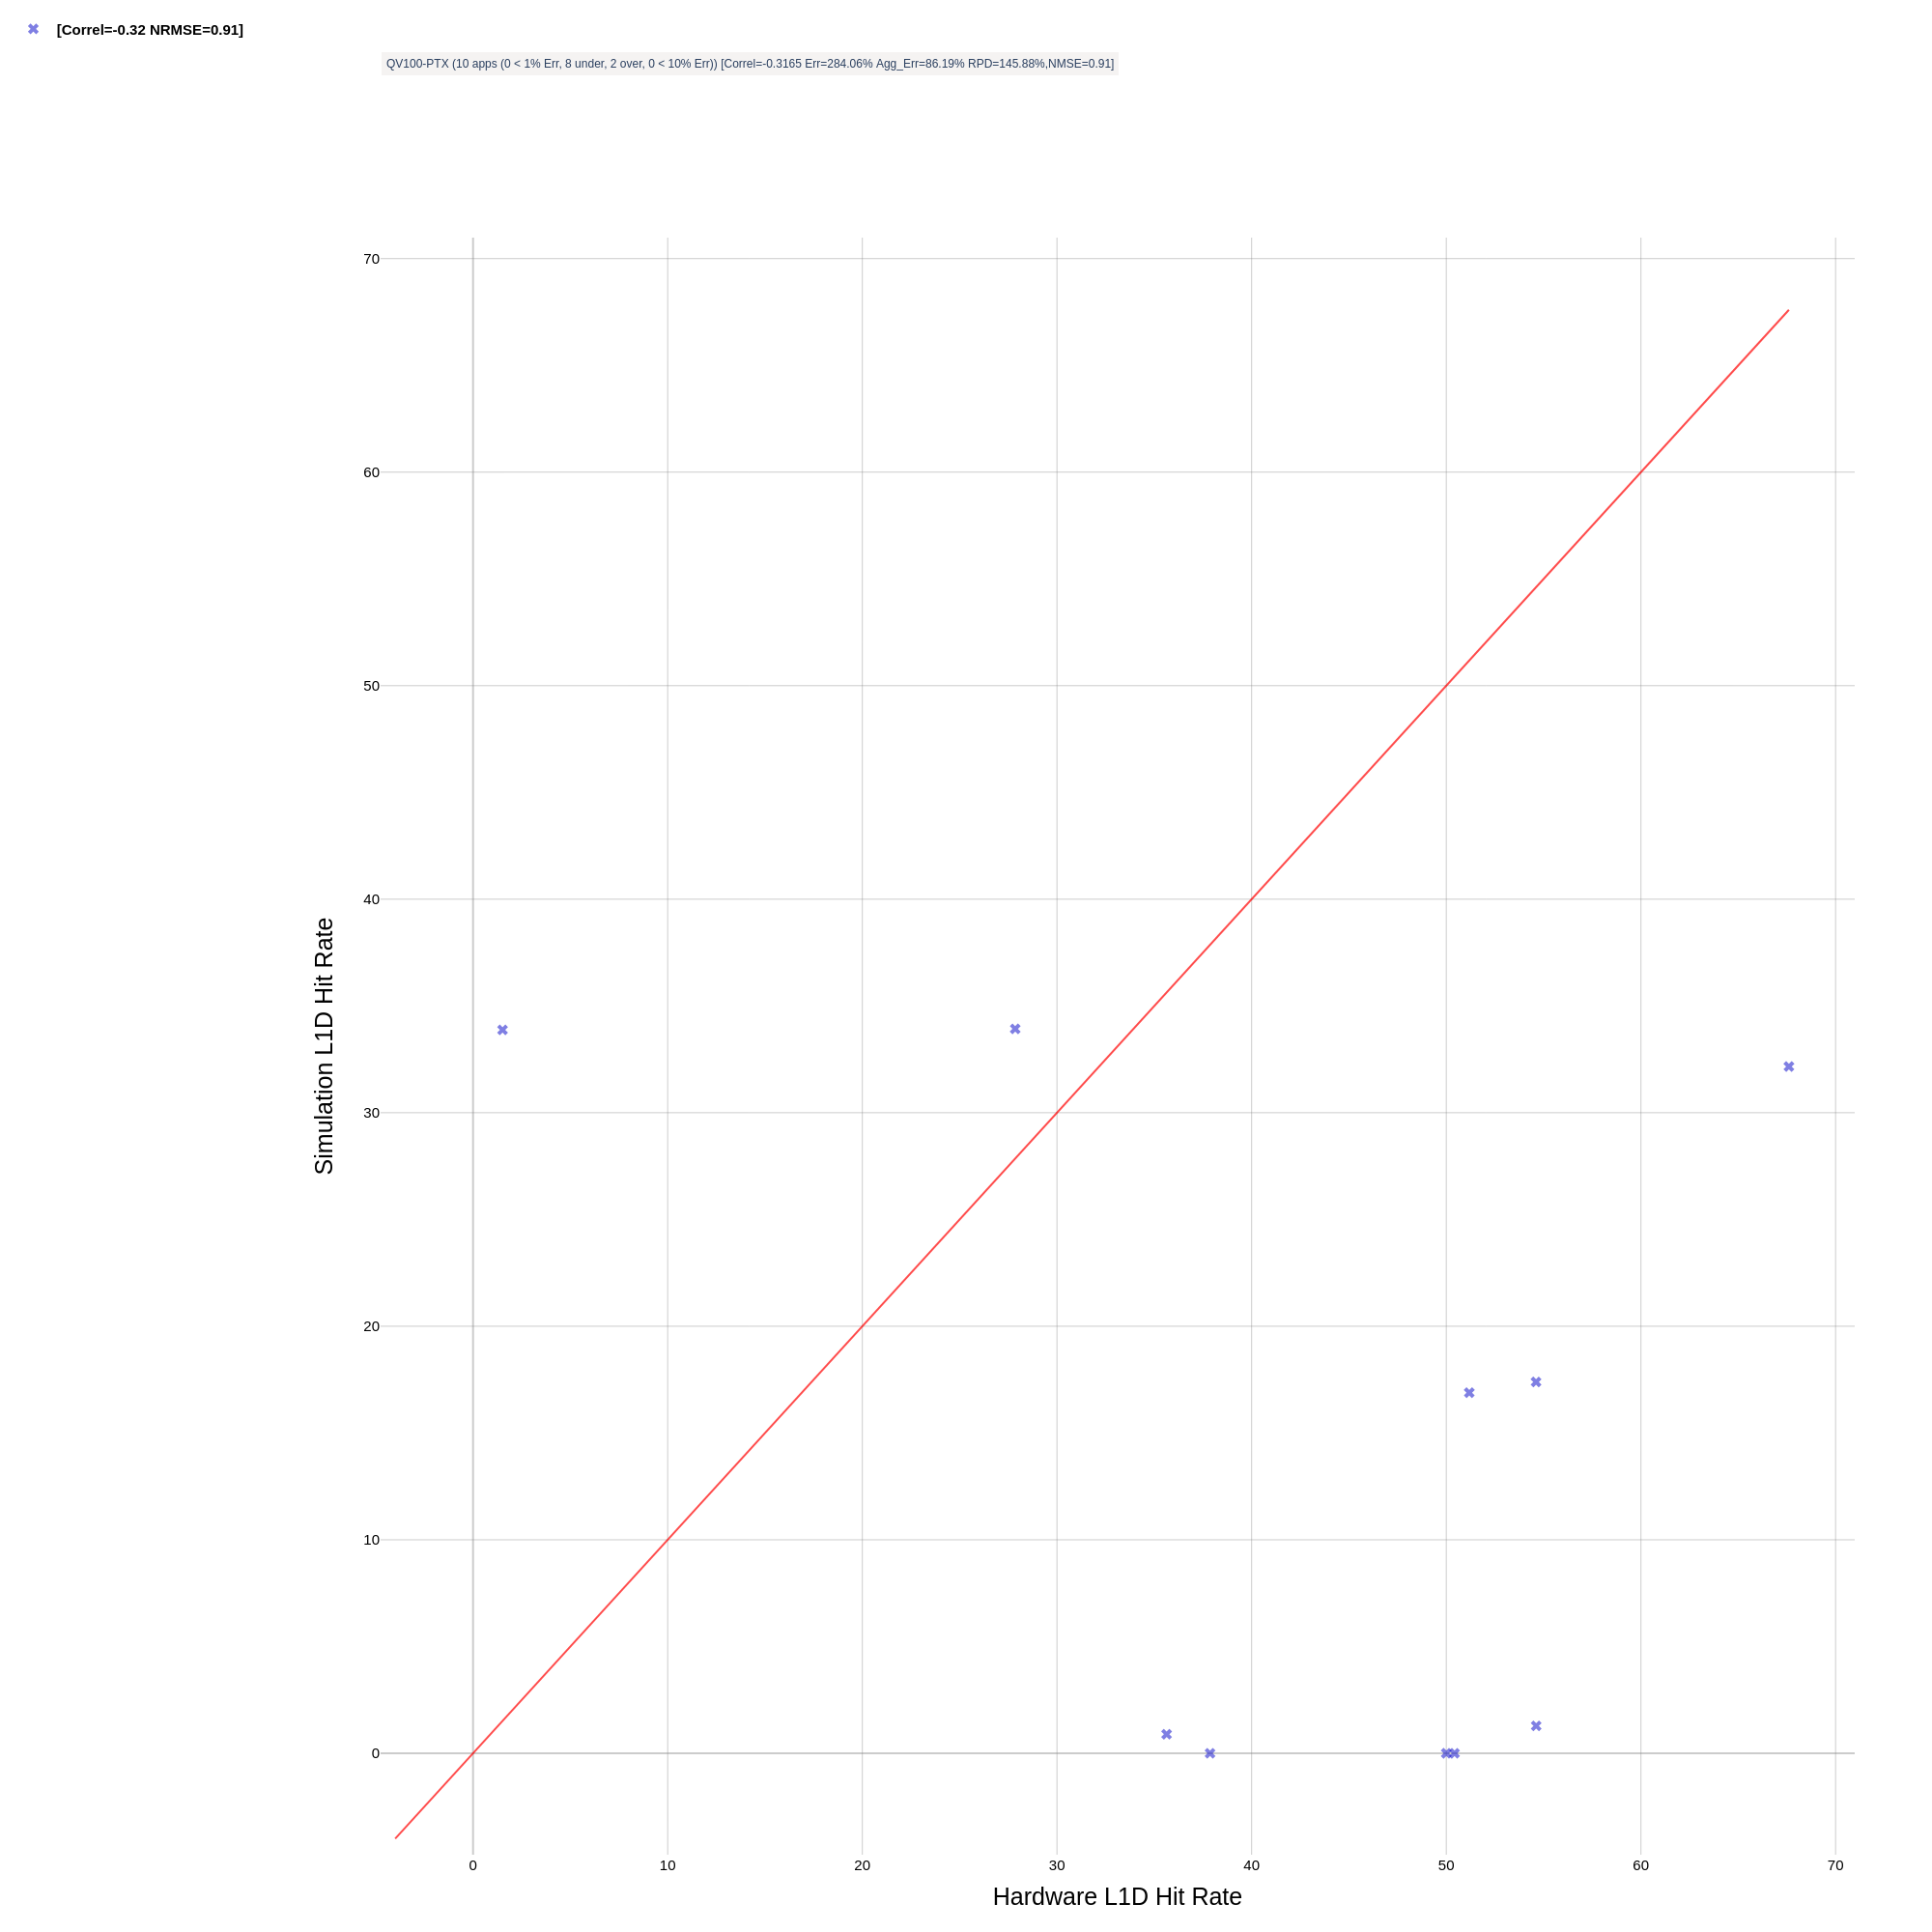 [Correl=-0.32 NRMSE=0.91]
QV100-PTX (10 apps (0 < 1% Err, 8 under, 2 over, 0 < 10% Err)) [Correl=-0.3165 Err=284.06% Agg_Err=86.19% RPD=145.88%,NMSE=0.91]
70
60
50
40
30
20
10
0
Simulation L1D Hit Rate
0 10 20 30 40 50 60 70
Hardware L1D Hit Rate